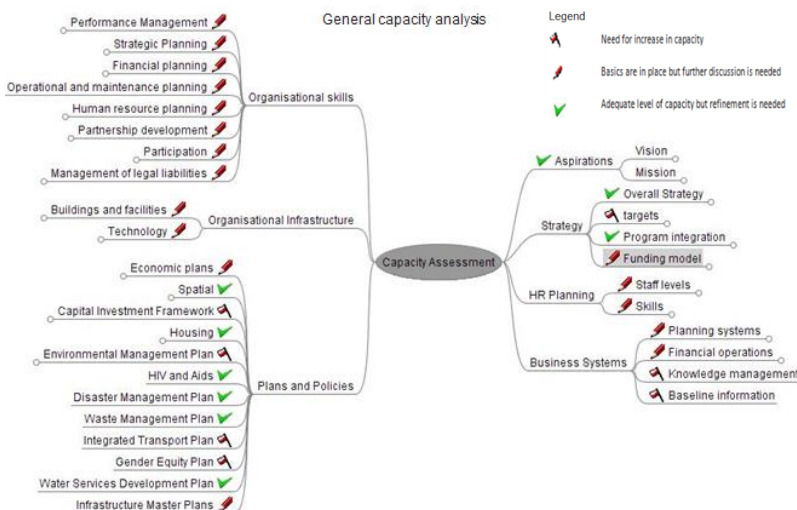 General capacity analysis
Legend
Need for increase in capacity
Basics are in place but further discussion is needed
Adequate level of capacity but refinement is needed
Performance Management
Strategic Planning
Financial planning
Operational and maintenance planning
Human resource planning
Partnership development
Participation
Management of legal liabilities
Organisational skills
Buildings and facilities
Technology
Organisational Infrastructure
Economic plans
Spatial
Capital Investment Framework
Housing
Environmental Management Plan
HIV and Aids
Disaster Management Plan
Waste Management Plan
Integrated Transport Plan
Gender Equity Plan
Water Services Development Plan
Infrastructure Master Plans
Plans and Policies
Capacity Assessment
Aspirations
Vision
Mission
Strategy
Overall Strategy
targets
Program integration
Funding model
HR Planning
Staff levels
Skills
Business Systems
Planning systems
Financial operations
Knowledge management
Baseline information